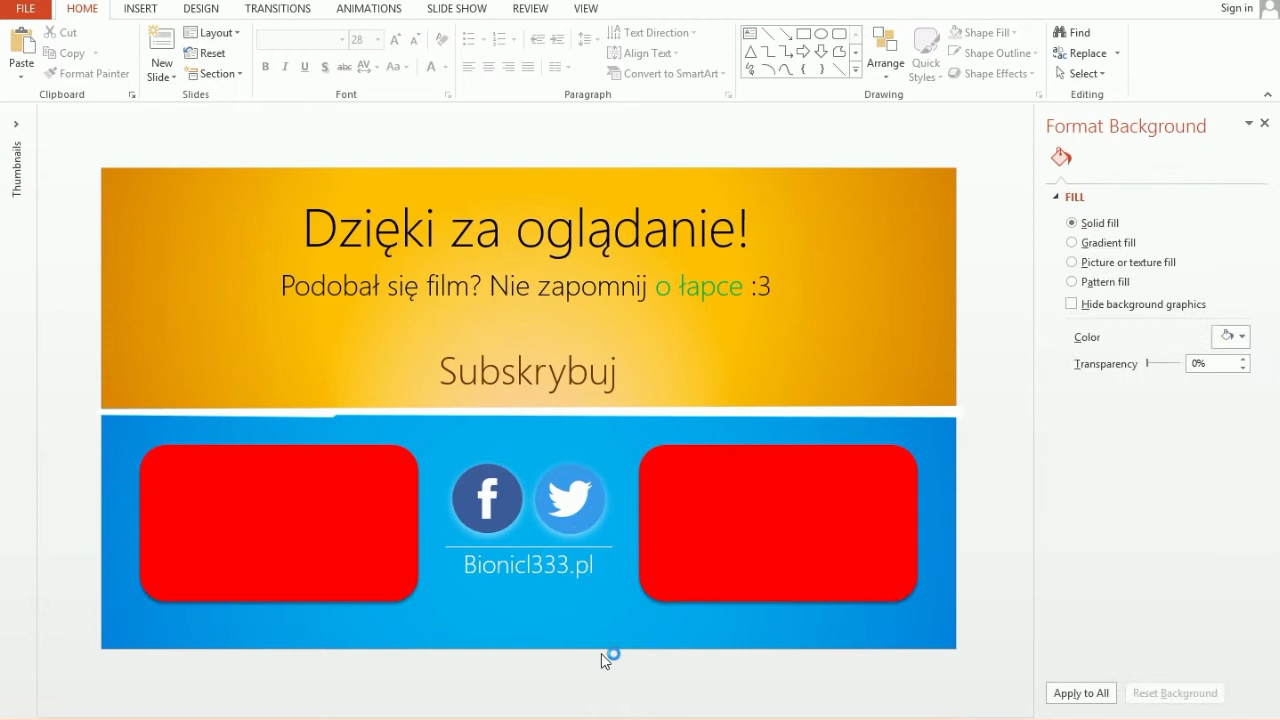 FILE HOME INSERT DESIGN TRANSITIONS ANIMATIONS SLIDE SHOW REVIEW VIEW Sign in
Paste
Cut
Copy
Format Painter
Clipboard
New
Slide
Layout
Reset
Section
Slides
28
B I U S abc AV Aa A
Font
Text Direction
Align Text
Convert to SmartArt
Paragraph
Arrange
Quick
Styles
Shape Fill
Shape Outline
Shape Effects
Drawing
Find
Replace
Select
Editing
Thumbnails
Dzięki za oglądanie!
Podobał się film? Nie zapomnij o łapce :3
Subskrybuj
f
Bionicl333.pl
Format Background
FILL
Solid fill
Gradient fill
Picture or texture fill
Pattern fill
Hide background graphics
Color
Transparency 0%
Apply to All Reset Background